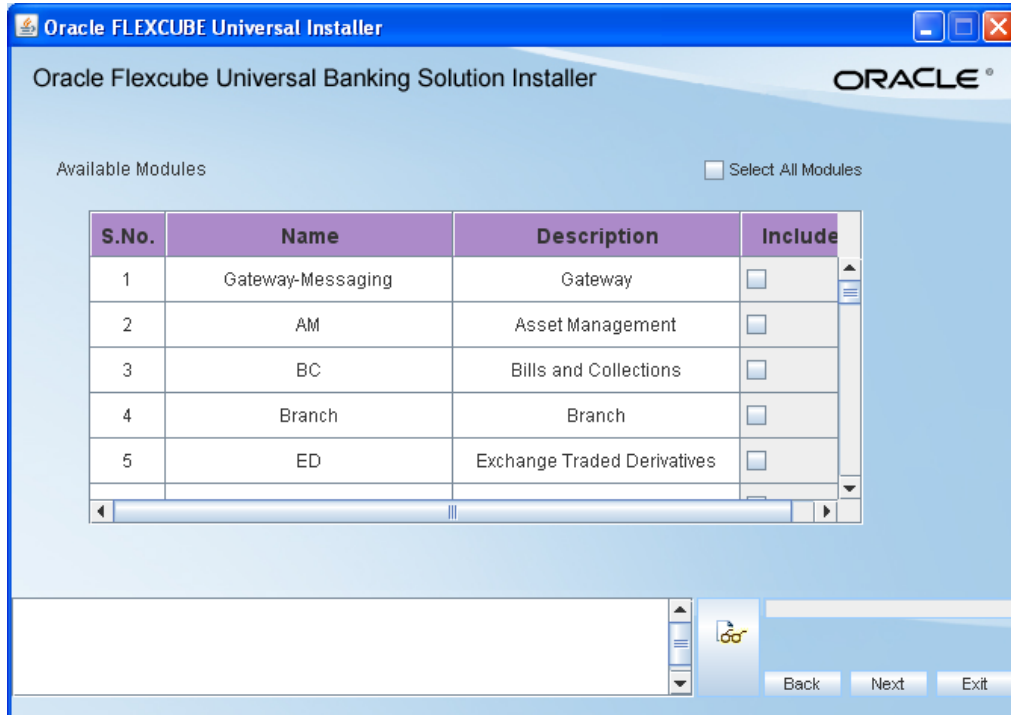 Oracle FLEXCUBE Universal Installer
Oracle Flexcube Universal Banking Solution Installer
ORACLE®
Available Modules
Select All Modules
S.No. Name Description Include
1 Gateway-Messaging Gateway
2 AM Asset Management
3 BC Bills and Collections
4 Branch Branch
5 ED Exchange Traded Derivatives
Back Next Exit